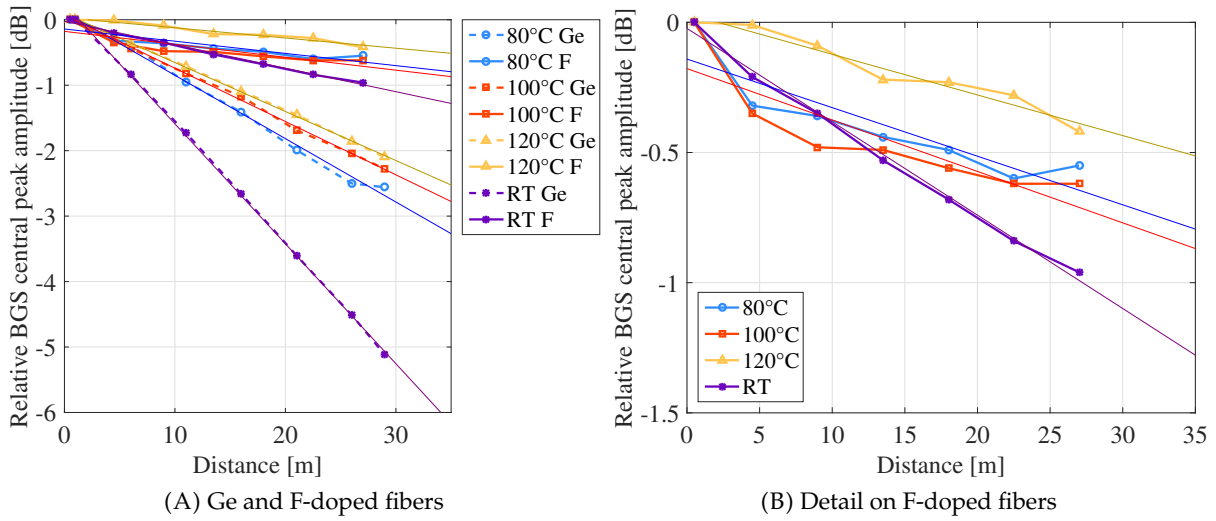 Relative BGS central peak amplitude [dB]
0
-1
-2
-3
-4
-5
-6
0
10
20
30
Distance [m]
80°C Ge
80°C F
100°C Ge
100°C F
120°C Ge
120°C F
RT Ge
RT F
(A) Ge and F-doped fibers
Relative BGS central peak amplitude [dB]
0
-0.5
-1
-1.5
0
5
10
15
20
25
30
35
Distance [m]
80°C
100°C
120°C
RT
(B) Detail on F-doped fibers